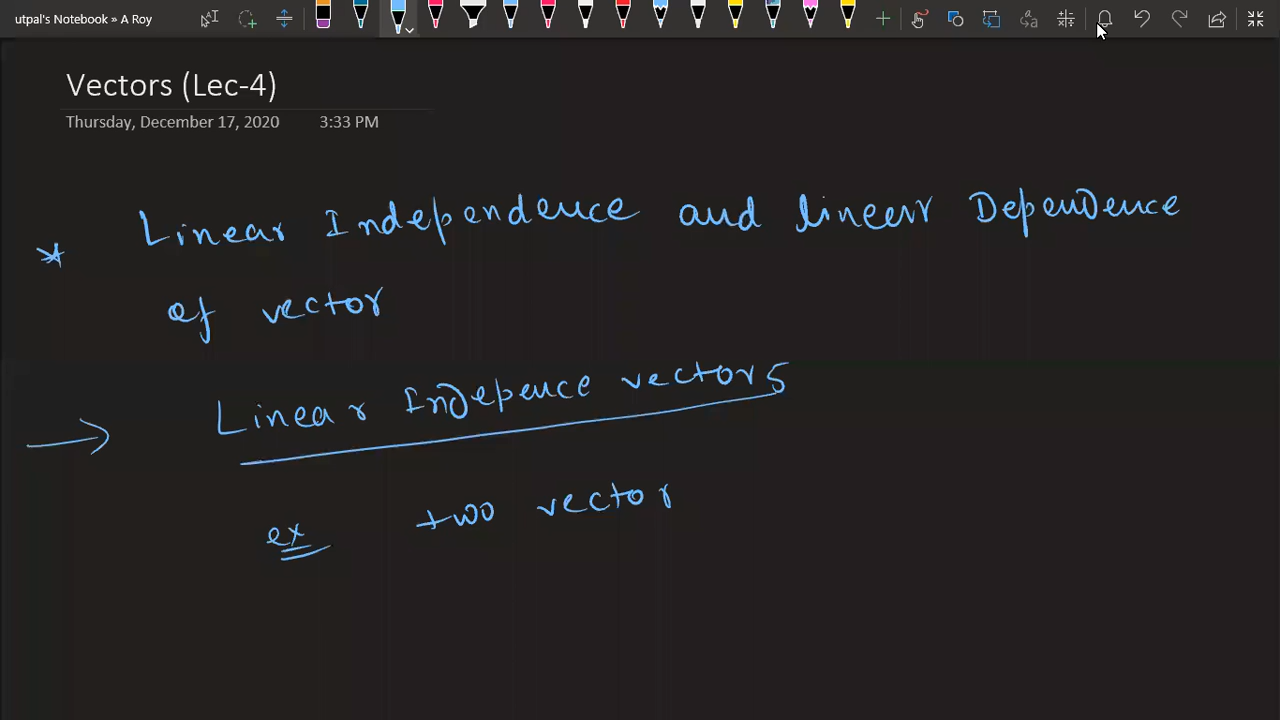 utpal's Notebook » A Roy
Vectors (Lec-4)
Thursday, December 17, 2020 3:33 PM
* Linear Independence and linear Dependence
of vector
→ Linear Indepence vectors
ex two vector